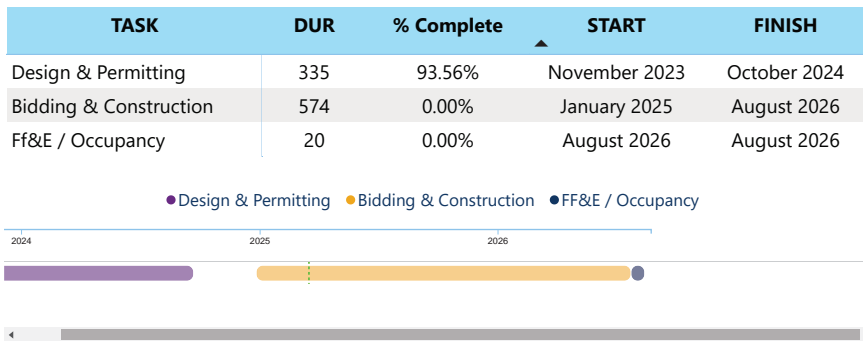 TASK DUR % Complete START FINISH
Design & Permitting 335 93.56% November 2023 October 2024
Bidding & Construction 574 0.00% January 2025 August 2026
Ff&E / Occupancy 20 0.00% August 2026 August 2026
Design & Permitting Bidding & Construction FF&E / Occupancy
2024 2025 2026